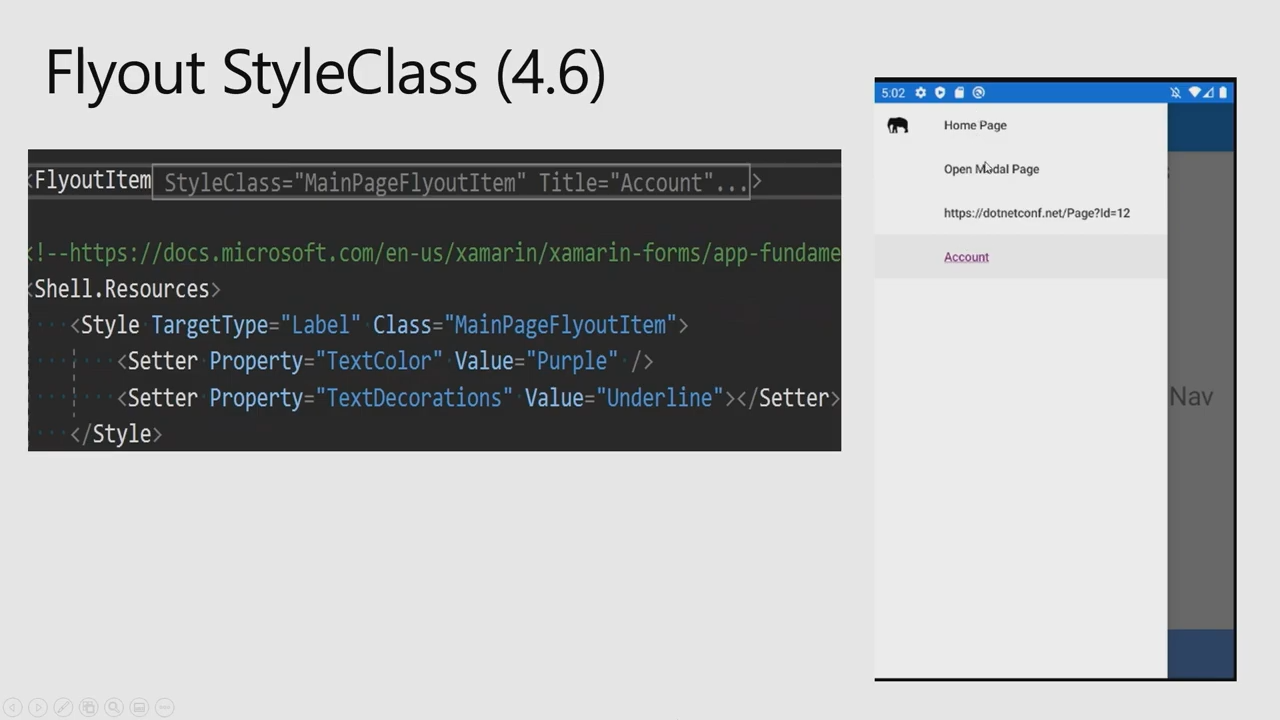 Flyout StyleClass (4.6)
<FlyoutItem StyleClass="MainPageFlyoutItem" Title="Account"...>
<!--https://docs.microsoft.com/en-us/xamarin/xamarin-forms/app-fundame
<Shell.Resources>
<Style TargetType="Label" Class="MainPageFlyoutItem">
<Setter Property="TextColor" Value="Purple" />
<Setter Property="TextDecorations" Value="Underline"></Setter>
</Style>
5:02
Home Page
Open Modal Page
https://dotnetconf.net/Page?Id=12
Account
Nav